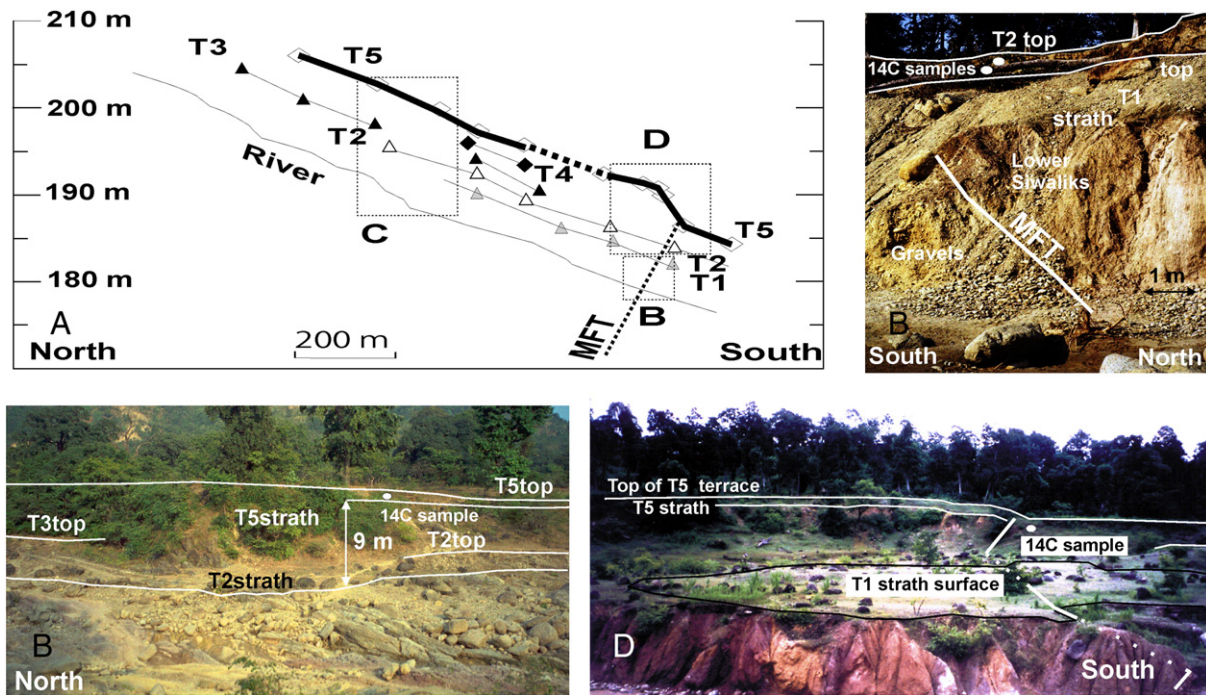 210 m
200 m
190 m
180 m
T3
T5
T2
River
D
T4
C
T5
T2
T1
B
MFT
A
200 m
North
South
T2 top
14C samples
top
T1
strath
Lower
Siwaliks
MFT
Gravels
1 m
B
South
North
T5top
T5strath
14C sample
T3top
9 m
T2top
T2strath
B
North
Top of T5 terrace
T5 strath
14C sample
T1 strath surface
D
South